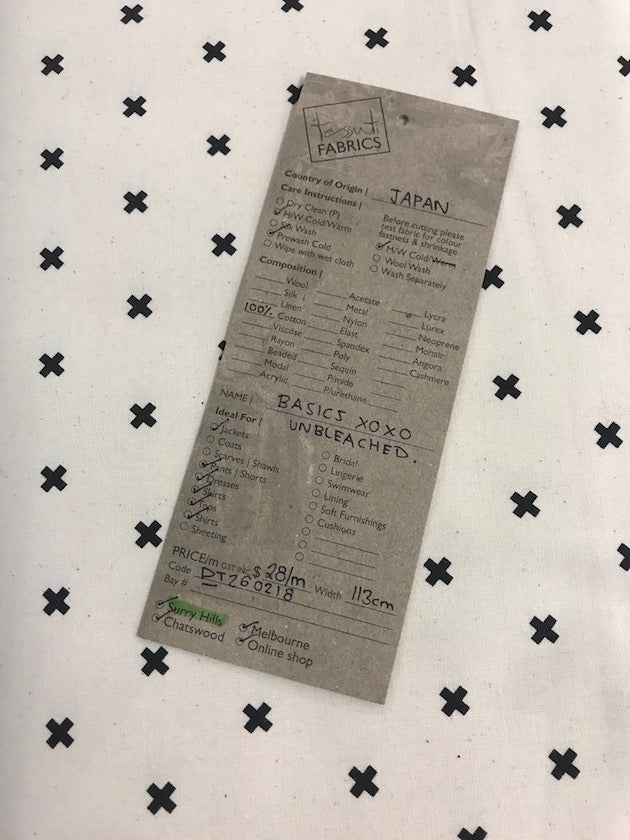 tessuti
FABRICS
Country of Origin | JAPAN
Care Instructions |
Dry Clean (P)
H/W Cold/Warm
Silk Wash
Prewash Cold
Wipe with wet cloth
Before cutting please
test fabric for colour
fastness & shrinkage
M/W Cold/Warm
Wool Wash
Wash Separately
Composition |
Wool
Silk
Linen
100% Cotton
Viscose
Rayon
Beaded
Modal
Acrylic
Acetate
Metal
Nylon
Elast
Spandex
Poly
Sequin
P/mide
P/urethane
Lycra
Lurex
Neoprene
Mohair
Angora
Cashmere
NAME | BASICS XOXO
UNBLEACHED.
Ideal For |
Jackets
Coats
Scarves | Shawls
Pants | Shorts
Dresses
Skirts
Tops
Shirts
Sheeting
Bridal
Lingerie
Swimwear
Lining
Soft Furnishings
Cushions
PRICE/m GST INC $28/m Width 113cm
Code DT260218
Bay #
Surry Hills
Chatswood
Melbourne
Online shop